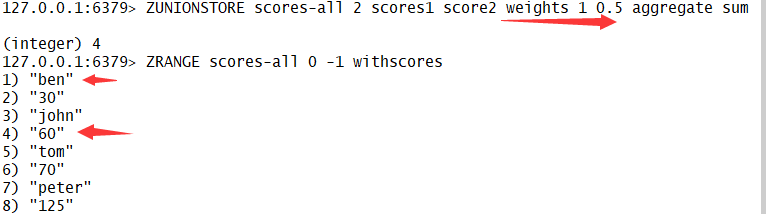 127.0.0.1:6379> ZUNIONSTORE scores-all 2 scores1 score2 weights 1 0.5 aggregate sum
(integer) 4
127.0.0.1:6379> ZRANGE scores-all 0 -1 withscores
1) "ben"
2) "30"
3) "john"
4) "60"
5) "tom"
6) "70"
7) "peter"
8) "125"